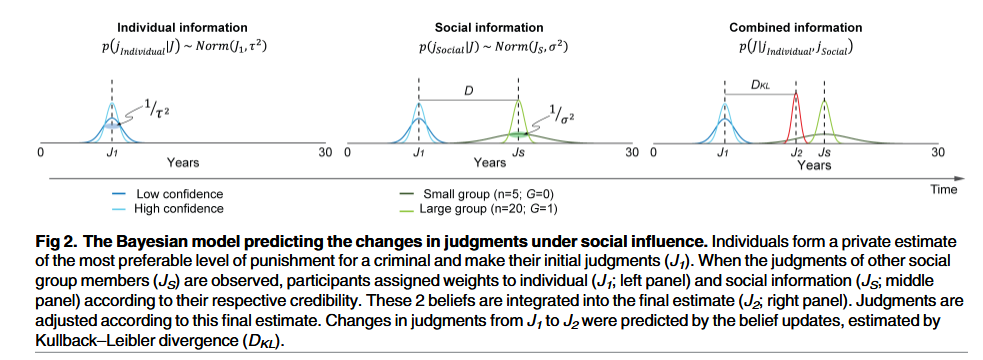 Individual information
p(j_Individual|J) ~ Norm(J_1, τ²)
1/τ²
0
J1
30
Years
Social information
p(j_Social|J) ~ Norm(J_S, σ²)
D
1/σ²
0
J1
JS
30
Years
Combined information
p(J|j_Individual, j_Social)
DKL
0
J1
J2
JS
30
Years
Time
Low confidence
High confidence
Small group (n=5; G=0)
Large group (n=20; G=1)
Fig 2. The Bayesian model predicting the changes in judgments under social influence. Individuals form a private estimate
of the most preferable level of punishment for a criminal and make their initial judgments (J1). When the judgments of other social
group members (JS) are observed, participants assigned weights to individual (J1; left panel) and social information (JS; middle
panel) according to their respective credibility. These 2 beliefs are integrated into the final estimate (J2; right panel). Judgments are
adjusted according to this final estimate. Changes in judgments from J1 to J2 were predicted by the belief updates, estimated by
Kullback–Leibler divergence (DKL).